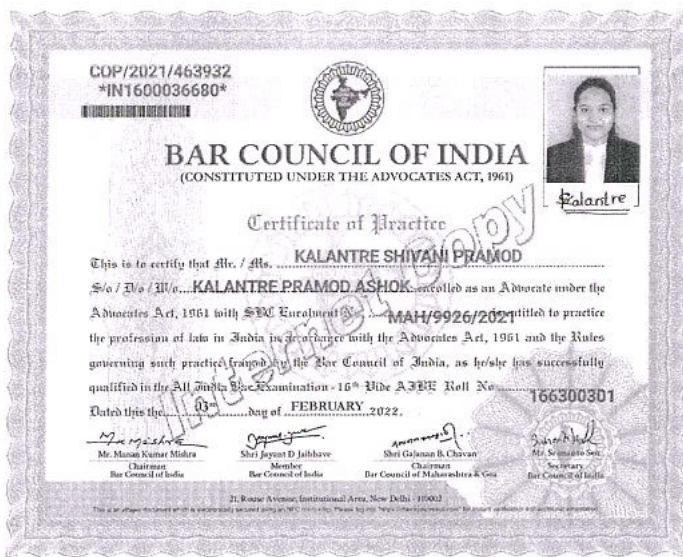 COP/2021/463932
*IN1600036680*
BAR COUNCIL OF INDIA
(CONSTITUTED UNDER THE ADVOCATES ACT, 1961)
Kalantre
Certificate of Practice
This is to certify that Mr. / Ms. KALANTRE SHIVANI PRAMOD
S/o / D/o / W/o. KALANTRE PRAMOD ASHOK enrolled as an Advocate under the
Advocates Act, 1961 with SBC Enrolment No. MAH/9926/2021 is entitled to practice
the profession of law in India in accordance with the Advocates Act, 1961 and the Rules
governing such practice framed by the Bar Council of India, as he/she has successfully
qualified in the All India Bar Examination - 16th Vide AIBE Roll No 166300301
Dated this the 03rd day of FEBRUARY 2022.
Internet Copy
Mr. Manan Kumar Mishra
Chairman
Bar Council of India
Shri Jayant D Jaibhave
Member
Bar Council of India
Shri Gajanan B. Chavan
Chairman
Bar Council of Maharashtra & Goa
Mr. Srimanto Sen
Secretary
Bar Council of India
21, Rouse Avenue, Institutional Area, New Delhi - 110002